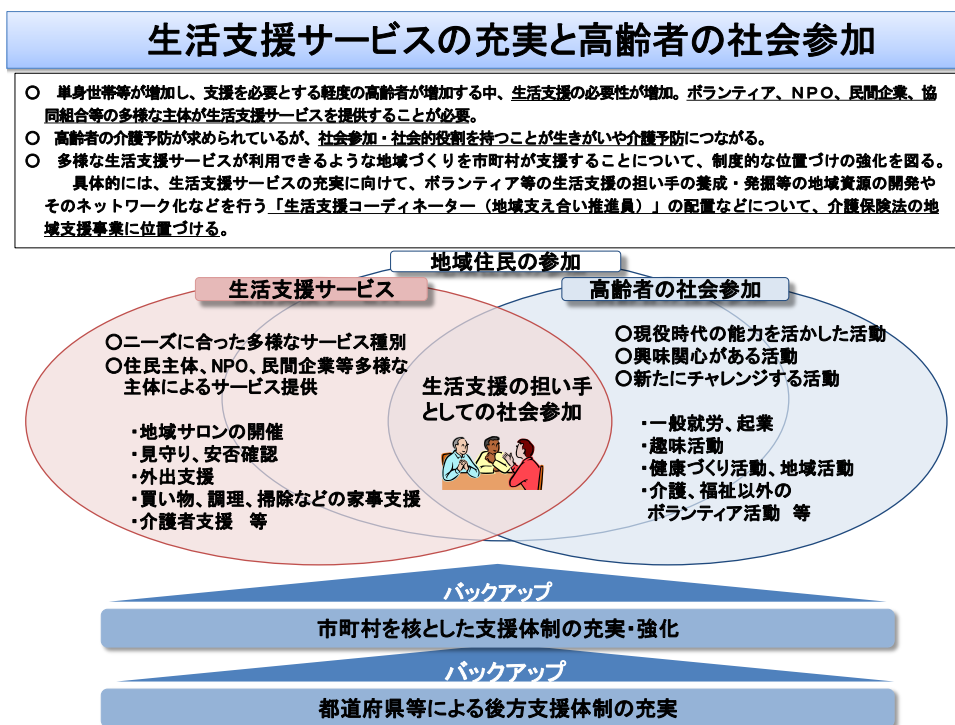 生活支援サービスの充実と高齢者の社会参加
○　単身世帯等が増加し、支援を必要とする軽度の高齢者が増加する中、生活支援の必要性が増加。ボランティア、ＮＰＯ、民間企業、協
同組合等の多様な主体が生活支援サービスを提供することが必要。
○　高齢者の介護予防が求められているが、社会参加・社会的役割を持つことが生きがいや介護予防につながる。
○　多様な生活支援サービスが利用できるような地域づくりを市町村が支援することについて、制度的な位置づけの強化を図る。
具体的には、生活支援サービスの充実に向けて、ボランティア等の生活支援の担い手の養成・発掘等の地域資源の開発や
そのネットワーク化などを行う「生活支援コーディネーター（地域支え合い推進員）」の配置などについて、介護保険法の地
域支援事業に位置づける。
地域住民の参加
生活支援サービス
○ニーズに合った多様なサービス種別
○住民主体、NPO、民間企業等多様な
主体によるサービス提供
・地域サロンの開催
・見守り、安否確認
・外出支援
・買い物、調理、掃除などの家事支援
・介護者支援　等
生活支援の担い手
としての社会参加
高齢者の社会参加
○現役時代の能力を活かした活動
○興味関心がある活動
○新たにチャレンジする活動
・一般就労、起業
・趣味活動
・健康づくり活動、地域活動
・介護、福祉以外の
ボランティア活動　等
バックアップ
市町村を核とした支援体制の充実・強化
バックアップ
都道府県等による後方支援体制の充実